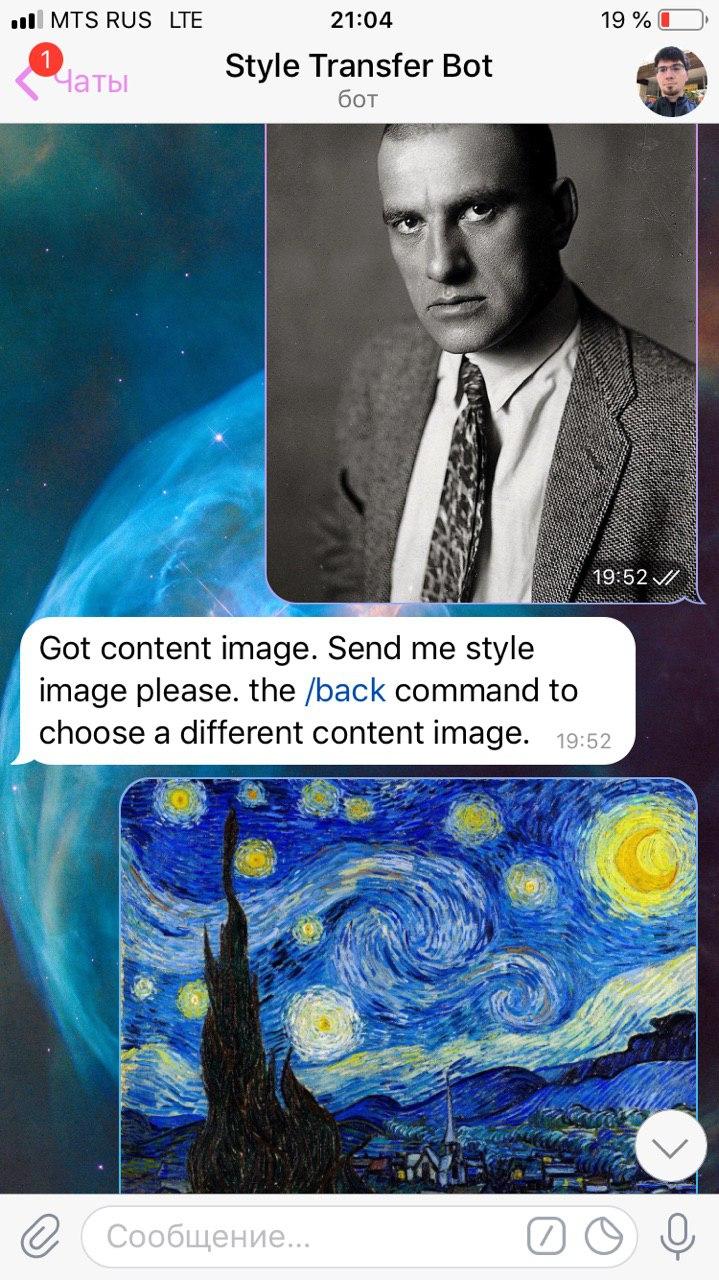 MTS RUS LTE 21:04 19 %
1
Чаты
Style Transfer Bot
бот
19:52
Got content image. Send me style
image please. the /back command to
choose a different content image. 19:52
Сообщение...